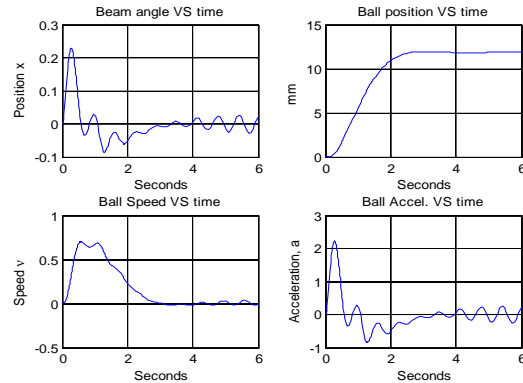 Beam angle VS time
0.3
0.2
0.1
0
-0.1
Position x
0 2 4 6
Seconds
Ball position VS time
15
10
5
0
mm
0 2 4 6
Seconds
Ball Speed VS time
1
0.5
0
-0.5
Speed v
0 2 4 6
Seconds
Ball Accel. VS time
3
2
1
0
-1
Acceleration, a
0 2 4 6
Seconds